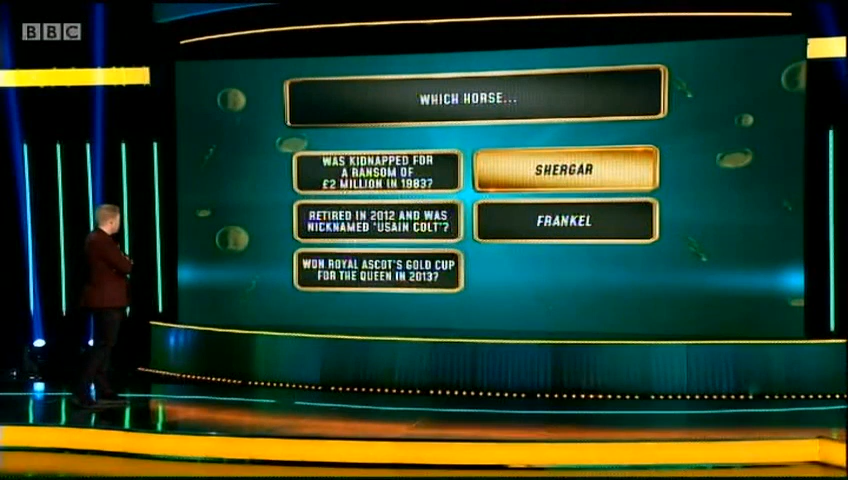 BBC
WHICH HORSE...
WAS KIDNAPPED FOR
A RANSOM OF
£2 MILLION IN 1983?
SHERGAR
RETIRED IN 2012 AND WAS
NICKNAMED 'USAIN COLT'?
FRANKEL
WON ROYAL ASCOT'S GOLD CUP
FOR THE QUEEN IN 2013?